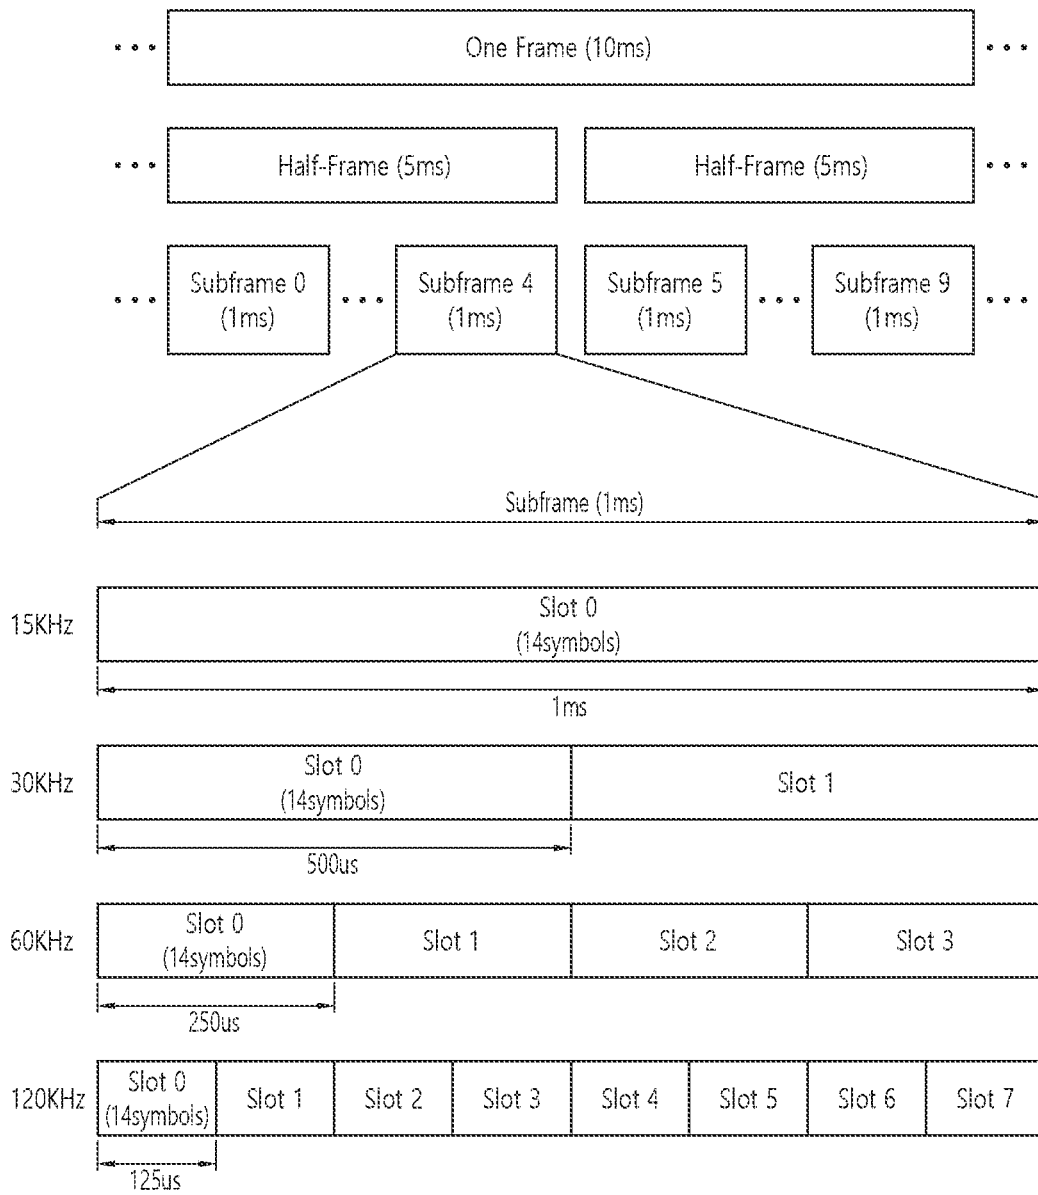 One Frame (10ms)
Half-Frame (5ms)
Half-Frame (5ms)
Subframe 0
(1ms)
Subframe 4
(1ms)
Subframe 5
(1ms)
Subframe 9
(1ms)
Subframe (1ms)
15KHz
Slot 0
(14symbols)
1ms
30KHz
Slot 0
(14symbols)
Slot 1
500us
60KHz
Slot 0
(14symbols)
Slot 1
Slot 2
Slot 3
250us
120KHz
Slot 0
(14symbols)
Slot 1
Slot 2
Slot 3
Slot 4
Slot 5
Slot 6
Slot 7
125us